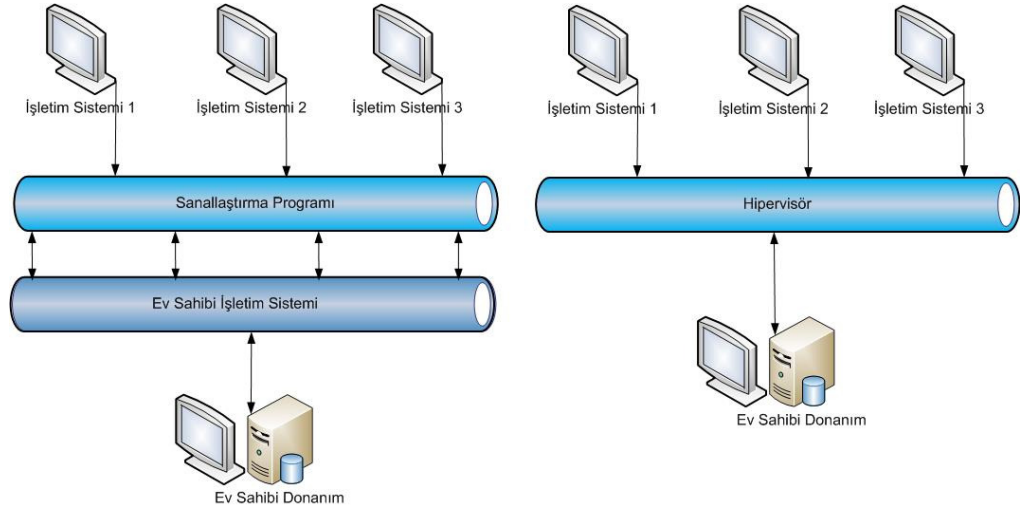 İşletim Sistemi 1
İşletim Sistemi 2
İşletim Sistemi 3
Sanallaştırma Programı
Ev Sahibi İşletim Sistemi
Ev Sahibi Donanım
İşletim Sistemi 1
İşletim Sistemi 2
İşletim Sistemi 3
Hipervisör
Ev Sahibi Donanım